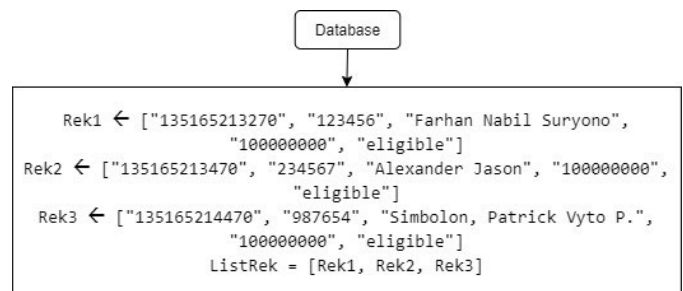 Database
Rek1 ← ["135165213270", "123456", "Farhan Nabil Suryono",
"100000000", "eligible"]
Rek2 ← ["135165213470", "234567", "Alexander Jason", "100000000",
"eligible"]
Rek3 ← ["135165214470", "987654", "Simbolon, Patrick Vyto P.",
"100000000", "eligible"]
ListRek = [Rek1, Rek2, Rek3]